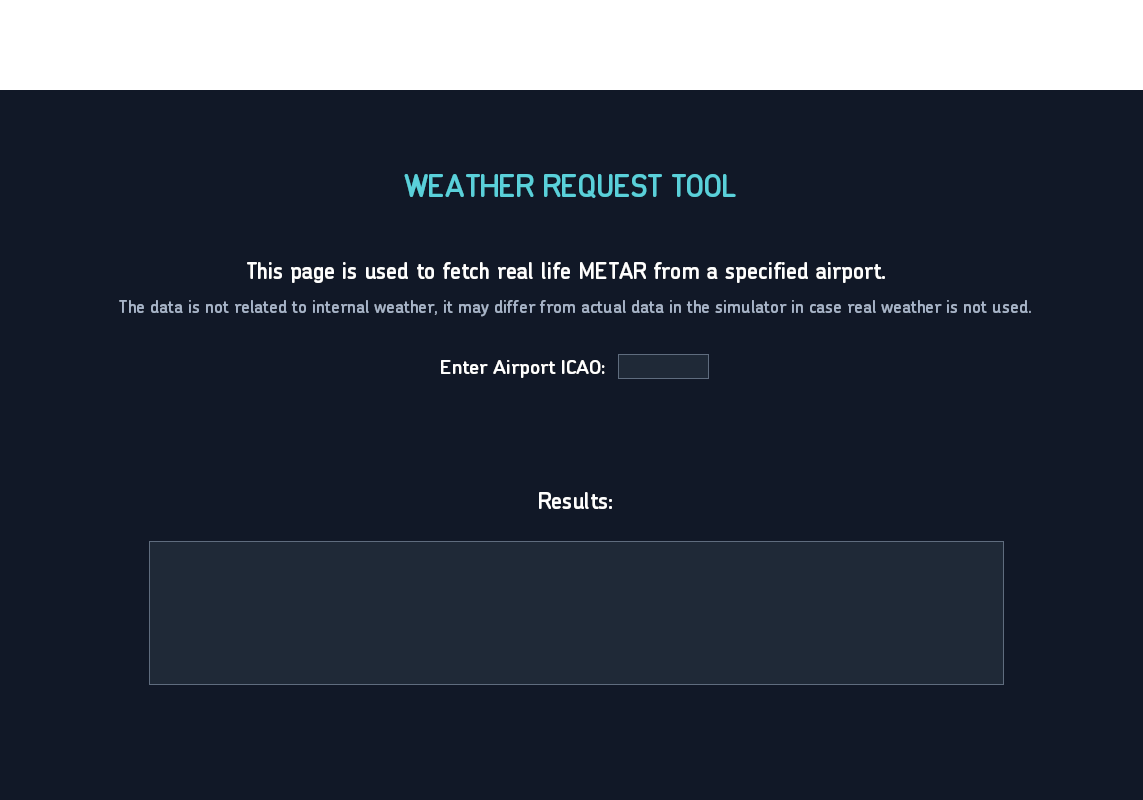 WEATHER REQUEST TOOL
This page is used to fetch real life METAR from a specified airport.
The data is not related to internal weather, it may differ from actual data in the simulator in case real weather is not used.
Enter Airport ICAO:
Results: